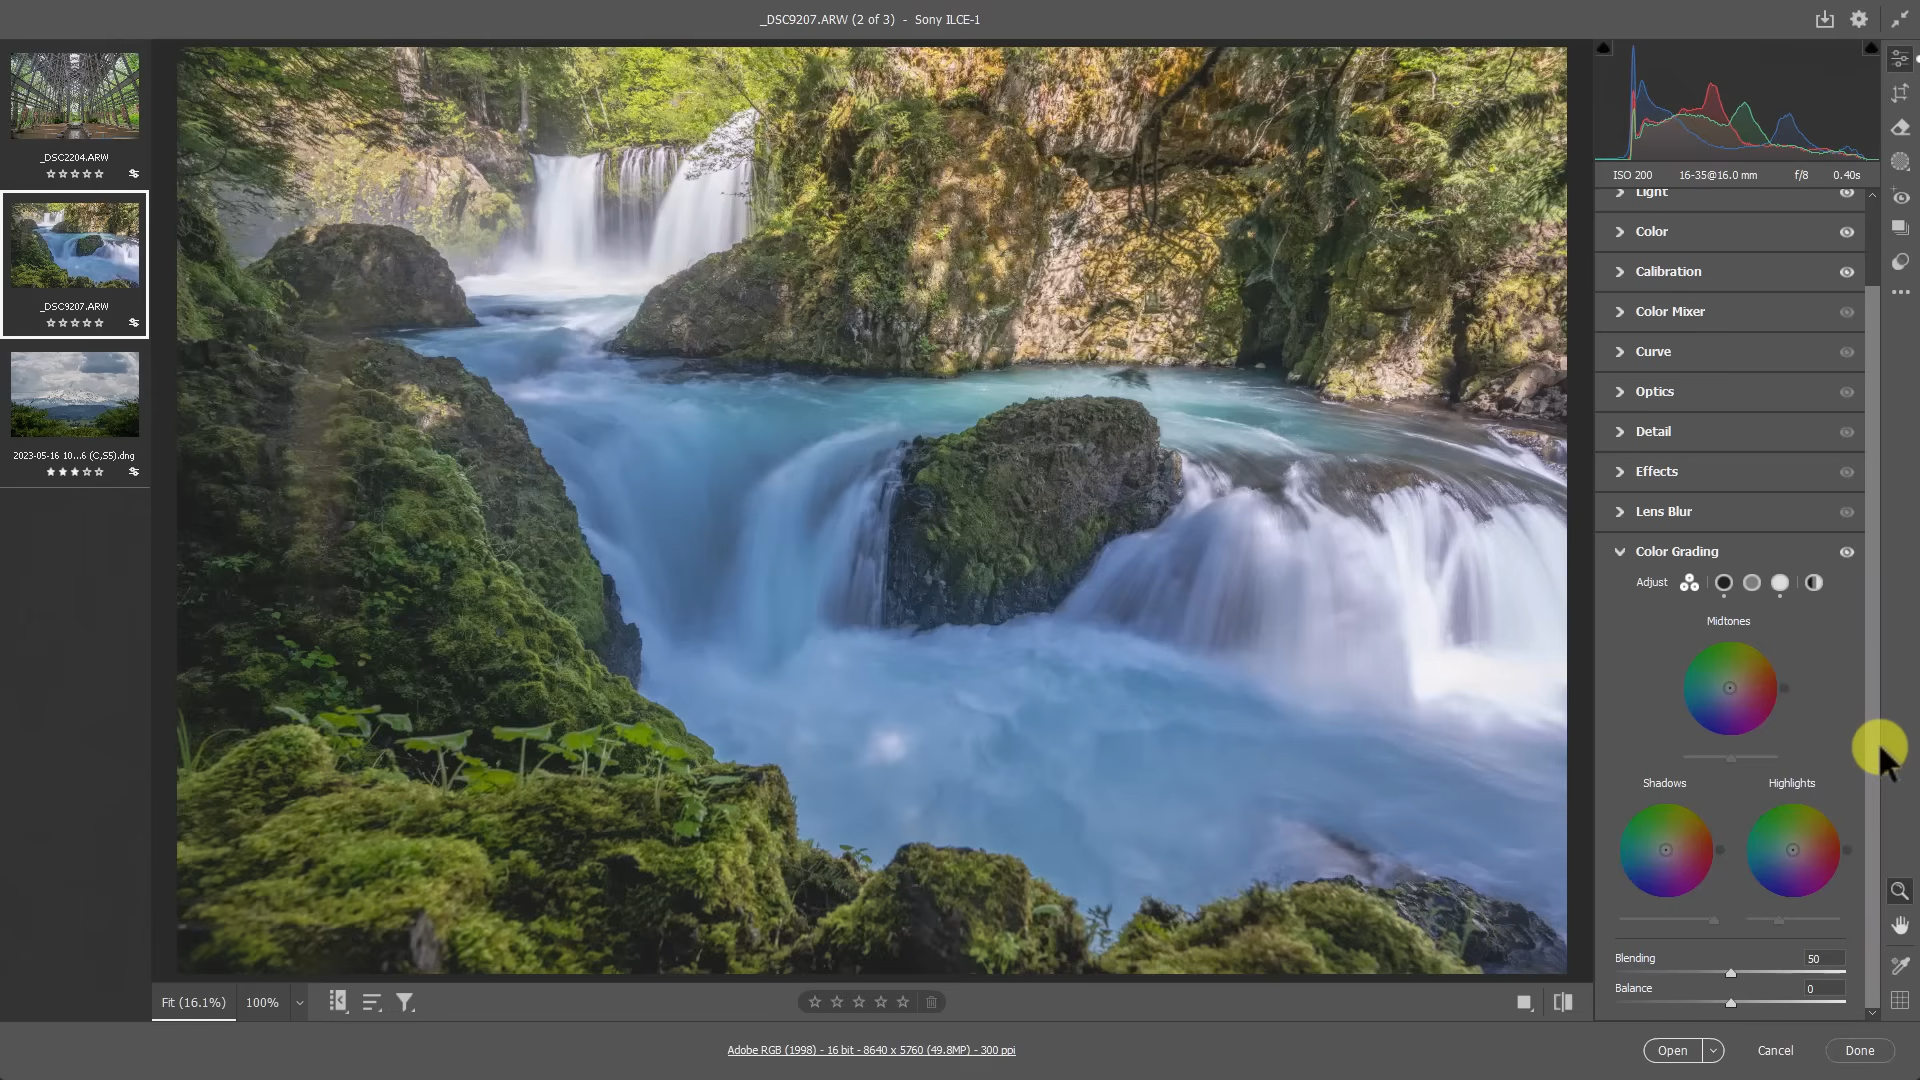 _DSC9207.ARW (2 of 3) - Sony ILCE-1
_DSC2204.ARW
_DSC9207.ARW
2023-05-16 10...6 (C,S5).dng
ISO 200 16-35@16.0 mm f/8 0.40s
Light
Color
Calibration
Color Mixer
Curve
Optics
Detail
Effects
Lens Blur
Color Grading
Adjust
Midtones
Shadows Highlights
Blending 50
Balance 0
Fit (16.1%) 100%
Adobe RGB (1998) - 16 bit - 8640 x 5760 (49.8MP) - 300 ppi
Open Cancel Done